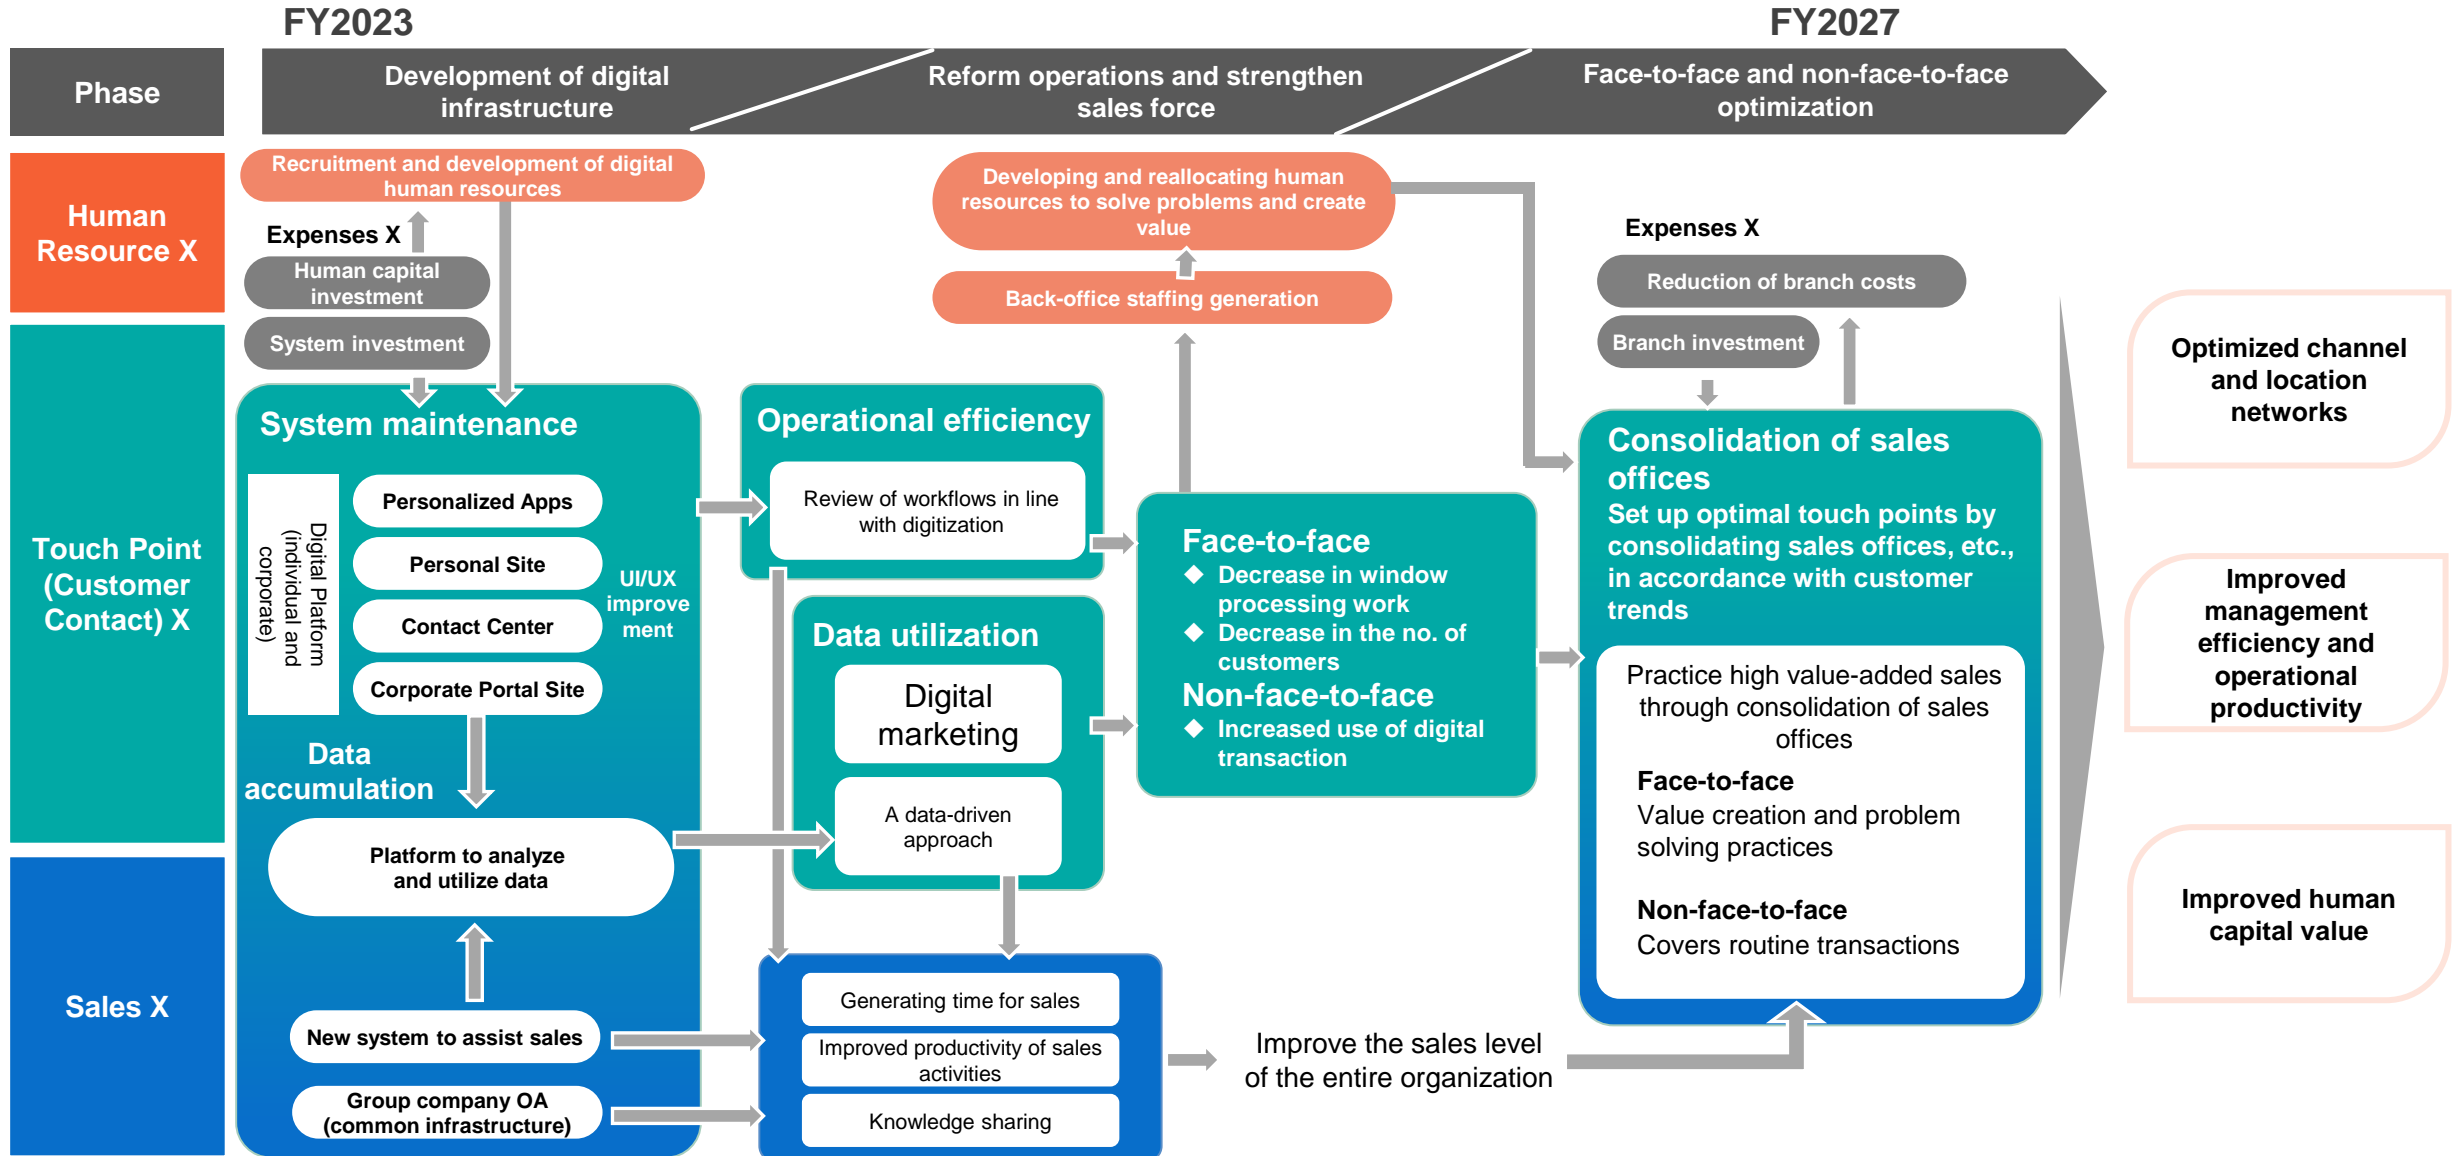 FY2023
FY2027
Phase
Development of digital
infrastructure
Reform operations and strengthen
sales force
Face-to-face and non-face-to-face
optimization
Human
Resource X
Recruitment and development of digital
human resources
Expenses X
Human capital
investment
System investment
Developing and reallocating human
resources to solve problems and create
value
Back-office staffing generation
Expenses X
Reduction of branch costs
Branch investment
Touch Point
(Customer
Contact) X
System maintenance
Digital Platform
(individual and
corporate)
Personalized Apps
Personal Site
Contact Center
Corporate Portal Site
UI/UX
improve
ment
Data
accumulation
Platform to analyze
and utilize data
Operational efficiency
Review of workflows in line
with digitization
Data utilization
Digital
marketing
A data-driven
approach
Face-to-face
◆ Decrease in window
processing work
◆ Decrease in the no. of
customers
Non-face-to-face
◆ Increased use of digital
transaction
Consolidation of sales
offices
Set up optimal touch points by
consolidating sales offices, etc.,
in accordance with customer
trends
Practice high value-added sales
through consolidation of sales
offices
Face-to-face
Value creation and problem
solving practices
Non-face-to-face
Covers routine transactions
Sales X
New system to assist sales
Group company OA
(common infrastructure)
Generating time for sales
Improved productivity of sales
activities
Knowledge sharing
Improve the sales level
of the entire organization
Optimized channel
and location
networks
Improved
management
efficiency and
operational
productivity
Improved human
capital value